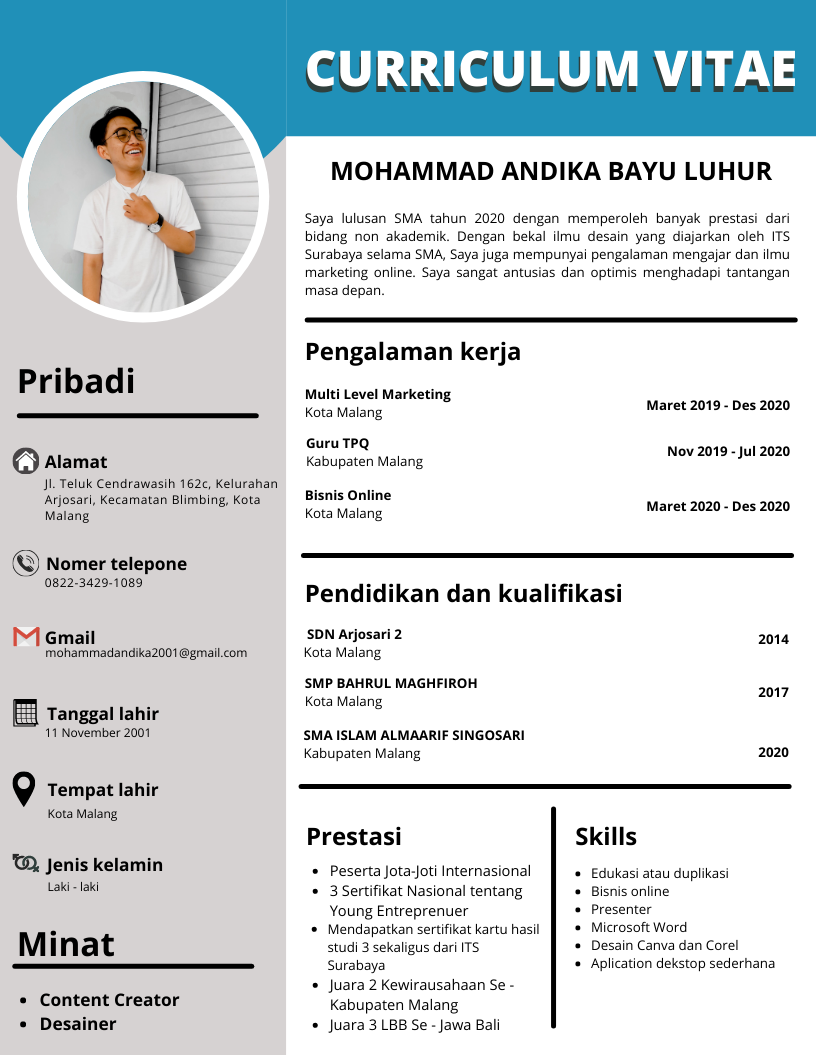 CURRICULUM VITAE
MOHAMMAD ANDIKA BAYU LUHUR
Saya lulusan SMA tahun 2020 dengan memperoleh banyak prestasi dari
bidang non akademik. Dengan bekal ilmu desain yang diajarkan oleh ITS
Surabaya selama SMA, Saya juga mempunyai pengalaman mengajar dan ilmu
marketing online. Saya sangat antusias dan optimis menghadapi tantangan
masa depan.
Pribadi
Alamat
Jl. Teluk Cendrawasih 162c, Kelurahan
Arjosari, Kecamatan Blimbing, Kota
Malang
Nomer telepone
0822-3429-1089
Gmail
mohammadandika2001@gmail.com
Tanggal lahir
11 November 2001
Tempat lahir
Kota Malang
Jenis kelamin
Laki - laki
Minat
• Content Creator
• Desainer
Pengalaman kerja
Multi Level Marketing
Kota Malang
Maret 2019 - Des 2020
Guru TPQ
Kabupaten Malang
Nov 2019 - Jul 2020
Bisnis Online
Kota Malang
Maret 2020 - Des 2020
Pendidikan dan kualifikasi
SDN Arjosari 2
Kota Malang
2014
SMP BAHRUL MAGHFIROH
Kota Malang
2017
SMA ISLAM ALMAARIF SINGOSARI
Kabupaten Malang
2020
Prestasi
• Peserta Jota-Joti Internasional
• 3 Sertifikat Nasional tentang
Young Entreprenuer
• Mendapatkan sertifikat kartu hasil
studi 3 sekaligus dari ITS
Surabaya
• Juara 2 Kewirausahaan Se -
Kabupaten Malang
• Juara 3 LBB Se - Jawa Bali
Skills
• Edukasi atau duplikasi
• Bisnis online
• Presenter
• Microsoft Word
• Desain Canva dan Corel
• Aplication dekstop sederhana